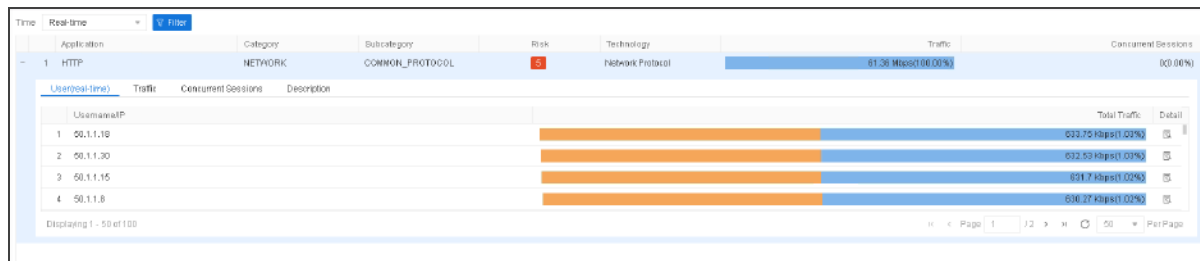 Time Real-time Filter
Application Category Subcategory Risk Technology Traffic Concurrent Sessions
1 HTTP NETWORK COMMON_PROTOCOL 5 Network Protocol 61.36 Mbps(100.00%) 0(0.00%)
User(real-time) Traffic Concurrent Sessions Description
Username/IP Total Traffic Detail
1 50.1.1.18 633.75 Kbps(1.03%)
2 50.1.1.30 632.53 Kbps(1.03%)
3 50.1.1.15 631.7 Kbps(1.02%)
4 50.1.1.8 630.27 Kbps(1.02%)
Displaying 1 - 50 of 100 Page 1 / 2 50 Per Page